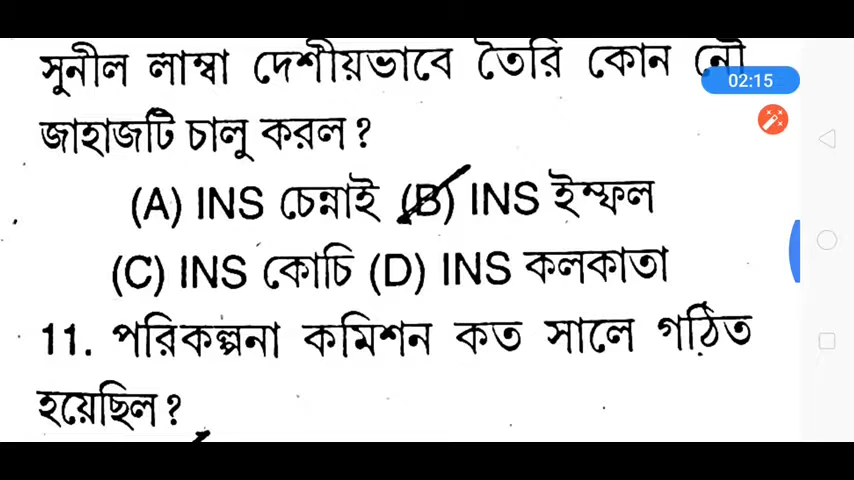 সুনীল লাম্বা দেশীয়ভাবে তৈরি কোন নৌ
02:15
জাহাজটি চালু করল?
(A) INS চেন্নাই (B) INS ইম্ফল
(C) INS কোচি (D) INS কলকাতা
11. পরিকল্পনা কমিশন কত সালে গঠিত
হয়েছিল?